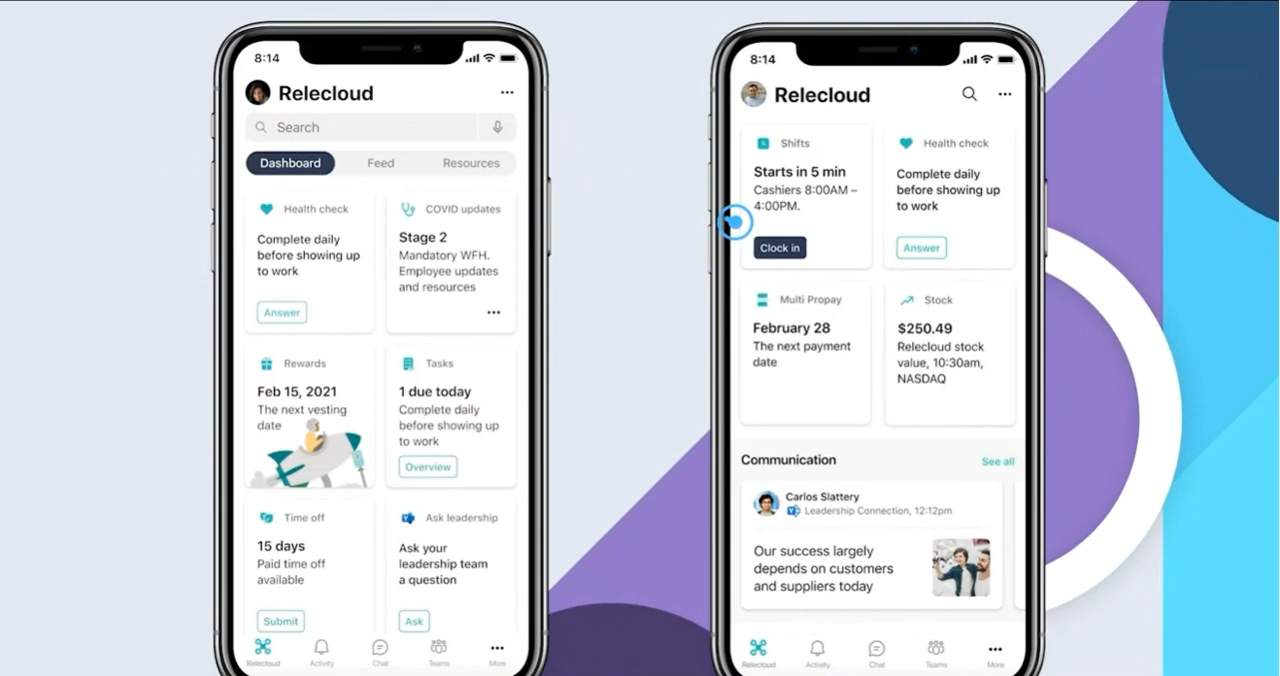 8:14
Relecloud
Search
Dashboard Feed Resources
Health check
Complete daily
before showing up
to work
Answer
COVID updates
Stage 2
Mandatory WFH.
Employee updates
and resources
Rewards
Feb 15, 2021
The next vesting
date
Tasks
1 due today
Complete daily
before showing up
to work
Overview
Time off
15 days
Paid time off
available
Submit
Ask leadership
Ask your
leadership team
a question
Ask
Relecloud Activity Chat Teams More
8:14
Relecloud
Shifts
Starts in 5 min
Cashiers 8:00AM –
4:00PM.
Clock in
Health check
Complete daily
before showing up
to work
Answer
Multi Propay
February 28
The next payment
date
Stock
$250.49
Relecloud stock
value, 10:30am,
NASDAQ
Communication See all
Carlos Slattery
Leadership Connection, 12:12pm
Our success largely
depends on customers
and suppliers today
Relecloud Activity Chat Teams More